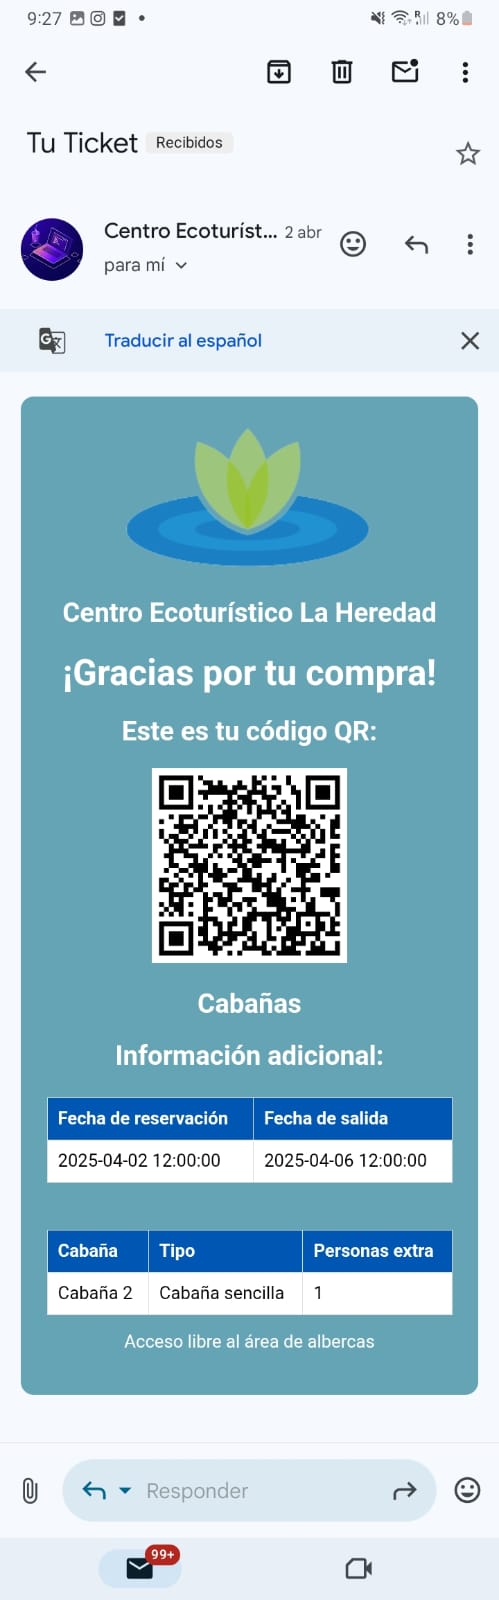 9:27
8%
Tu Ticket Recibidos
Centro Ecoturíst... 2 abr
para mí
Traducir al español
Centro Ecoturístico La Heredad
¡Gracias por tu compra!
Este es tu código QR:
Cabañas
Información adicional:
Fecha de reservación Fecha de salida
2025-04-02 12:00:00 2025-04-06 12:00:00
Cabaña Tipo Personas extra
Cabaña 2 Cabaña sencilla 1
Acceso libre al área de albercas
Responder
99+